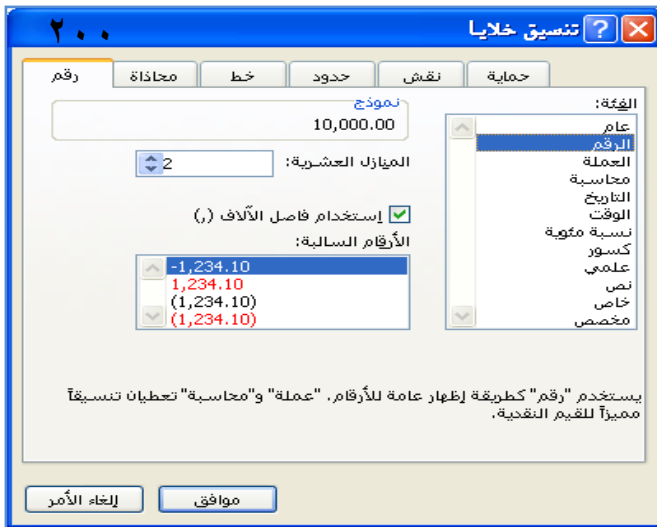 تنسيق خلايا
٢٠٠
حماية
نقش
حدود
خط
محاذاة
رقم
الفئة:
عام
الرقم
العملة
محاسبة
التاريخ
الوقت
نسبة مئوية
كسور
علمي
نص
خاص
مخصص
نموذج
10,000.00
المنازل العشرية: 2
إستخدام فاصل الآلاف (,)
الأرقام السالبة:
-1,234.10
1,234.10
(1,234.10)
(1,234.10)
يستخدم "رقم" كطريقة إظهار عامة للأرقام. "عملة" و"محاسبة" تعطيان تنسيقاً
مميزاً للقيم النقدية.
موافق
إلغاء الأمر